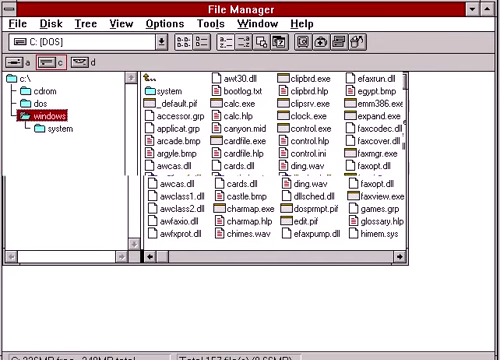 File Manager
File Disk Tree View Options Tools Window Help
C: [DOS]
a c d
c:\
cdrom
dos
windows
system
system
_default.pif
accessor.grp
applicat.grp
arcade.bmp
argyle.bmp
awcas.dll
awt30.dll
bootlog.txt
calc.exe
calc.hlp
canyon.mid
cardfile.exe
cardfile.hlp
cards.dll
clipbrd.exe
clipbrd.hlp
clipsrv.exe
clock.exe
control.exe
control.hlp
control.ini
ding.wav
efaxrun.dll
egypt.bmp
emm386.exe
expand.exe
faxcodec.dll
faxcover.dll
faxmgr.exe
faxopt.dll
awcas.dll
awclass1.dll
awclass2.dll
awfaxio.dll
awfxprot.dll
cards.dll
castle.bmp
charmap.exe
charmap.hlp
chimes.wav
ding.wav
dllsched.dll
dosprmpt.pif
edit.pif
efaxpump.dll
faxopt.dll
faxview.exe
games.grp
glossary.hlp
himem.sys